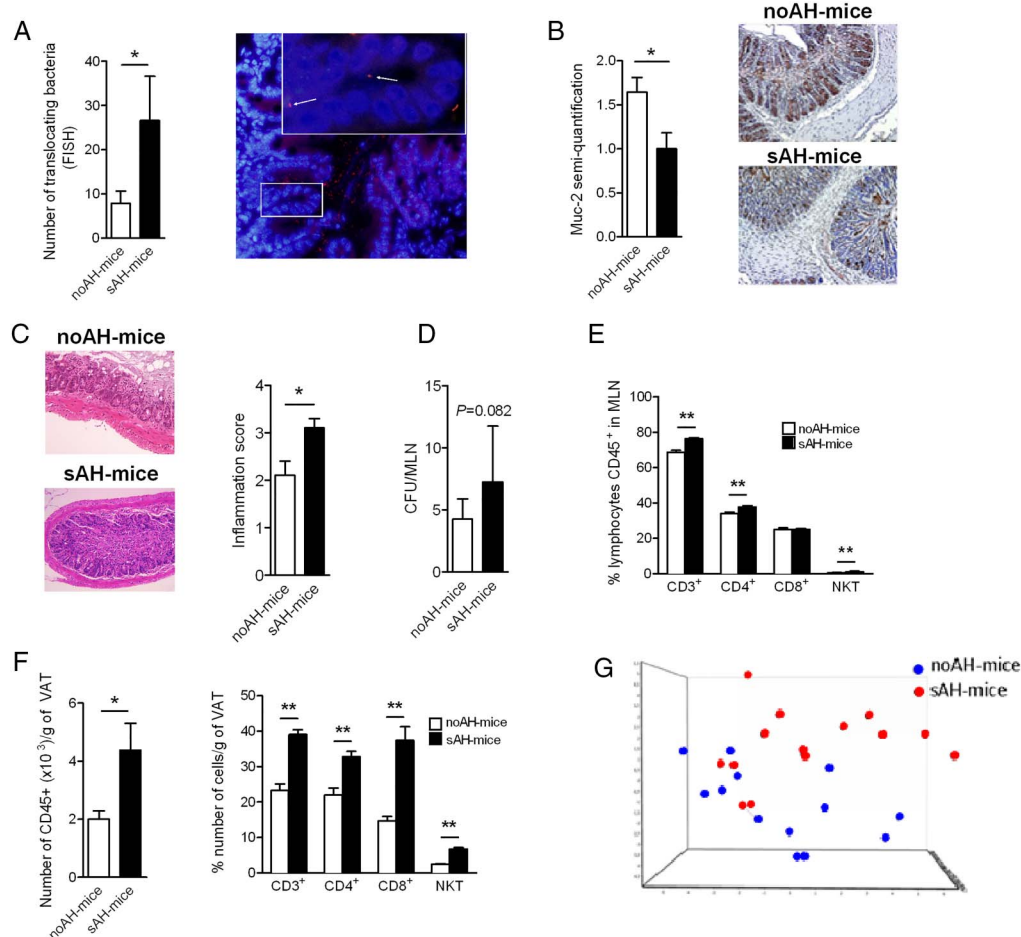 A
Number of translocating bacteria
(FISH)
40
30
20
10
0
*
noAH-mice
sAH-mice
B
Muc-2 semi-quantification
2.0
1.5
1.0
0.5
0.0
*
noAH-mice
sAH-mice
noAH-mice
sAH-mice
C
noAH-mice
sAH-mice
Inflammation score
4
3
2
1
0
*
noAH-mice
sAH-mice
D
CFU/MLN
15
10
5
0
P=0.082
noAH-mice
sAH-mice
E
% lymphocytes CD45+ in MLN
100
80
60
40
20
0
**
**
**
noAH-mice
sAH-mice
CD3+
CD4+
CD8+
NKT
F
Number of CD45+ (x10 3)/g of VAT
6
4
2
0
*
noAH-mice
sAH-mice
% number of cells/g of VAT
50
40
30
20
10
0
**
**
**
**
noAH-mice
sAH-mice
CD3+
CD4+
CD8+
NKT
G
noAH-mice
sAH-mice